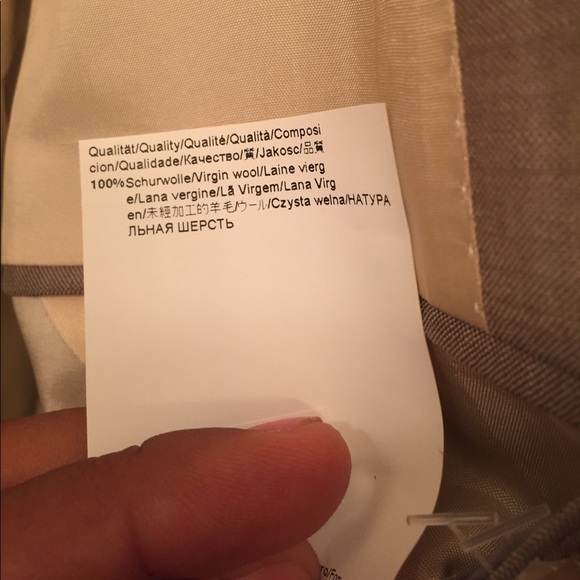 Qualität/Quality/Qualité/Qualità/Composi
cion/Qualidade/Качество/質/Jakosc/品質
100%Schurwolle/Virgin wool/Laine vierg
e/Lana vergine/Lã Virgem/Lana Virg
en/未經加工的羊毛/ウール/Czysta welna/НАТУРА
ЛЬНАЯ ШЕРСТЬ